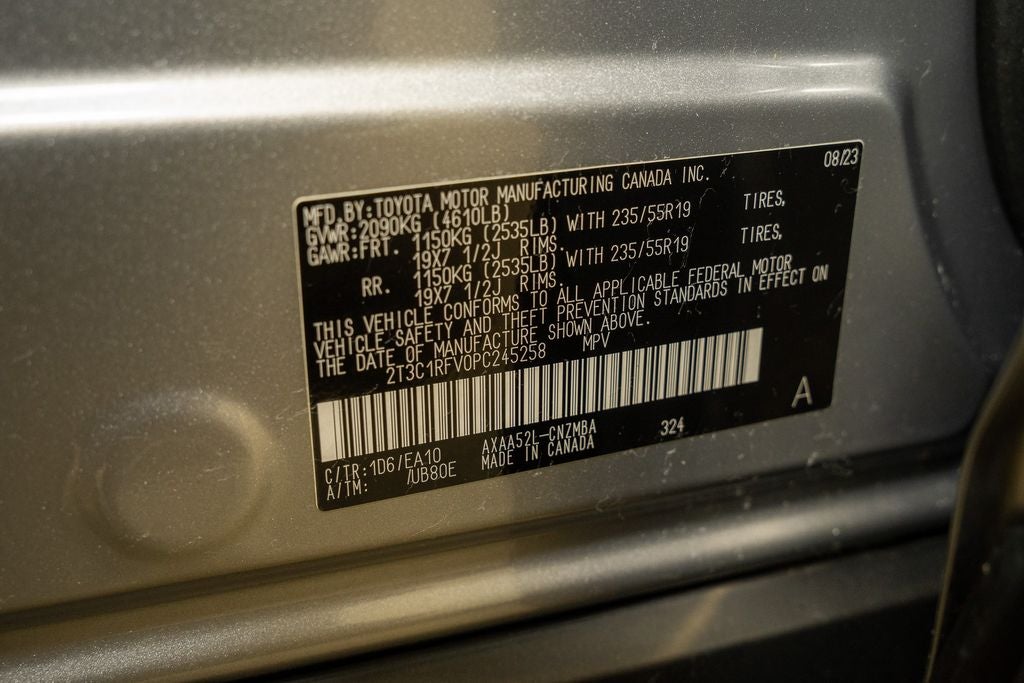 08/23
MFD.BY:TOYOTA MOTOR MANUFACTURING CANADA INC.
GVWR:2090KG (4610LB)
GAWR:FRT. 1150KG (2535LB) WITH 235/55R19 TIRES,
19X7 1/2J RIMS.
RR. 1150KG (2535LB) WITH 235/55R19 TIRES,
19X7 1/2J RIMS.
THIS VEHICLE CONFORMS TO ALL APPLICABLE FEDERAL MOTOR
VEHICLE SAFETY AND THEFT PREVENTION STANDARDS IN EFFECT ON
THE DATE OF MANUFACTURE SHOWN ABOVE.
2T3C1RFV0PC245258 MPV
A
C/TR:1D6/EA10 AXAA52L-CNZMBA 324
A/TM: /UB80E MADE IN CANADA